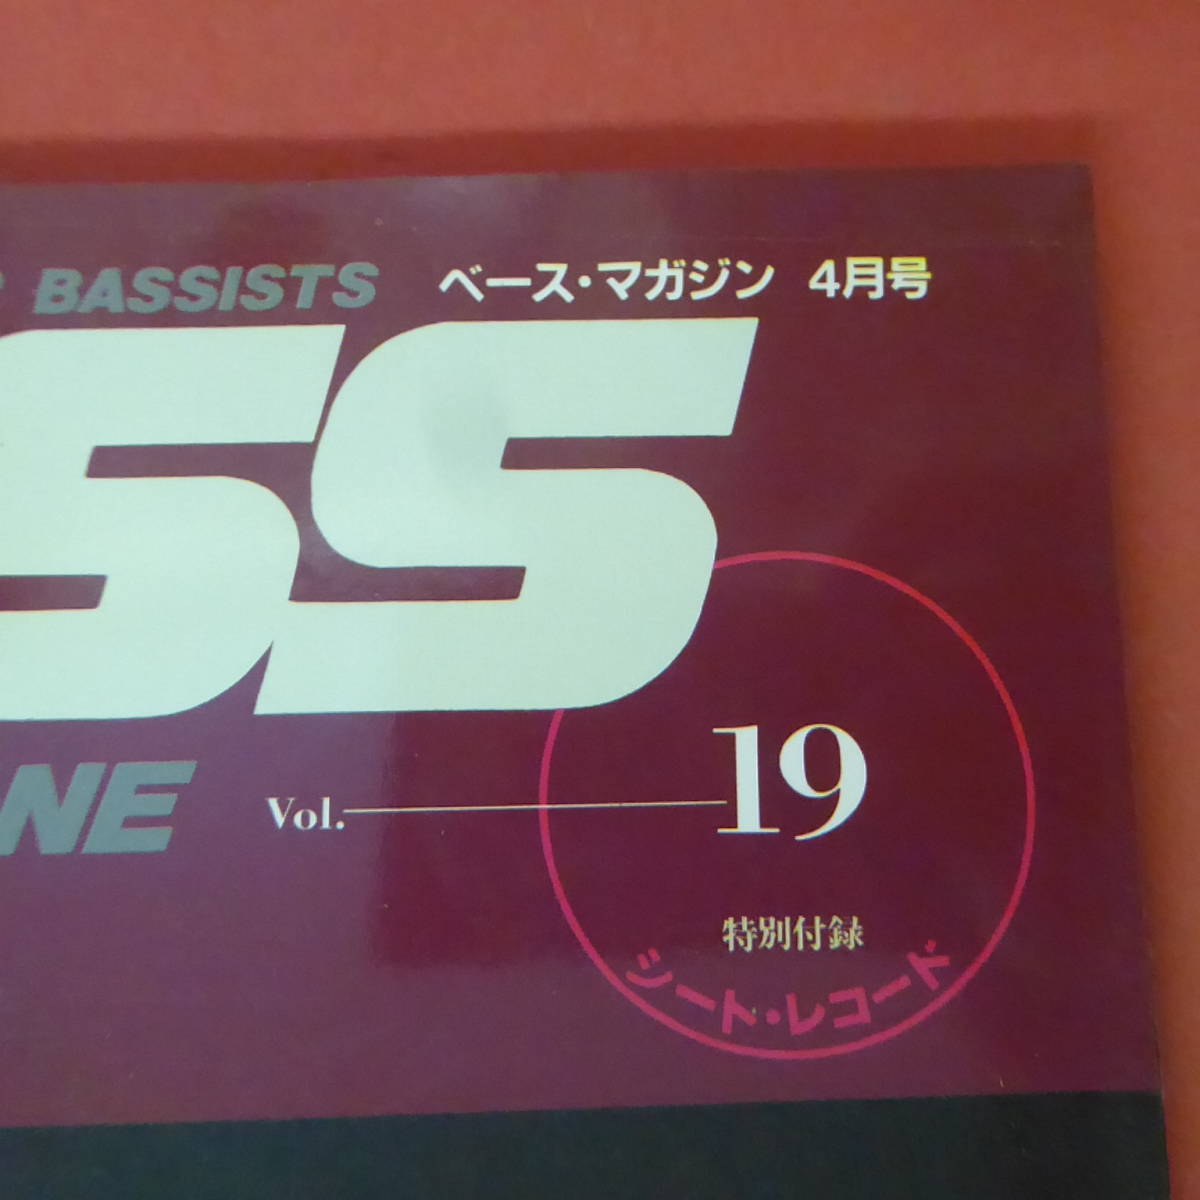 BASSISTS ベース・マガジン 4月号
SS
NE
Vol.19
特別付録
シート・レコード